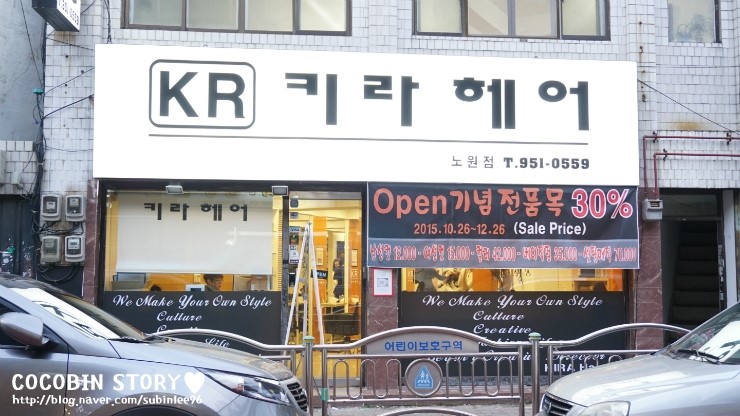 KR 키라 헤어
노원점 T.951-0559
키라헤어
Open기념 전품목 30%
2015.10.26~12.26 (Sale Price)
We Make Your Own Style
Culture
Life
We Make Your Own Style
Culture
Creative
어린이보호구역
COCOBIN STORY♥
http://blog.naver.com/subinlee96